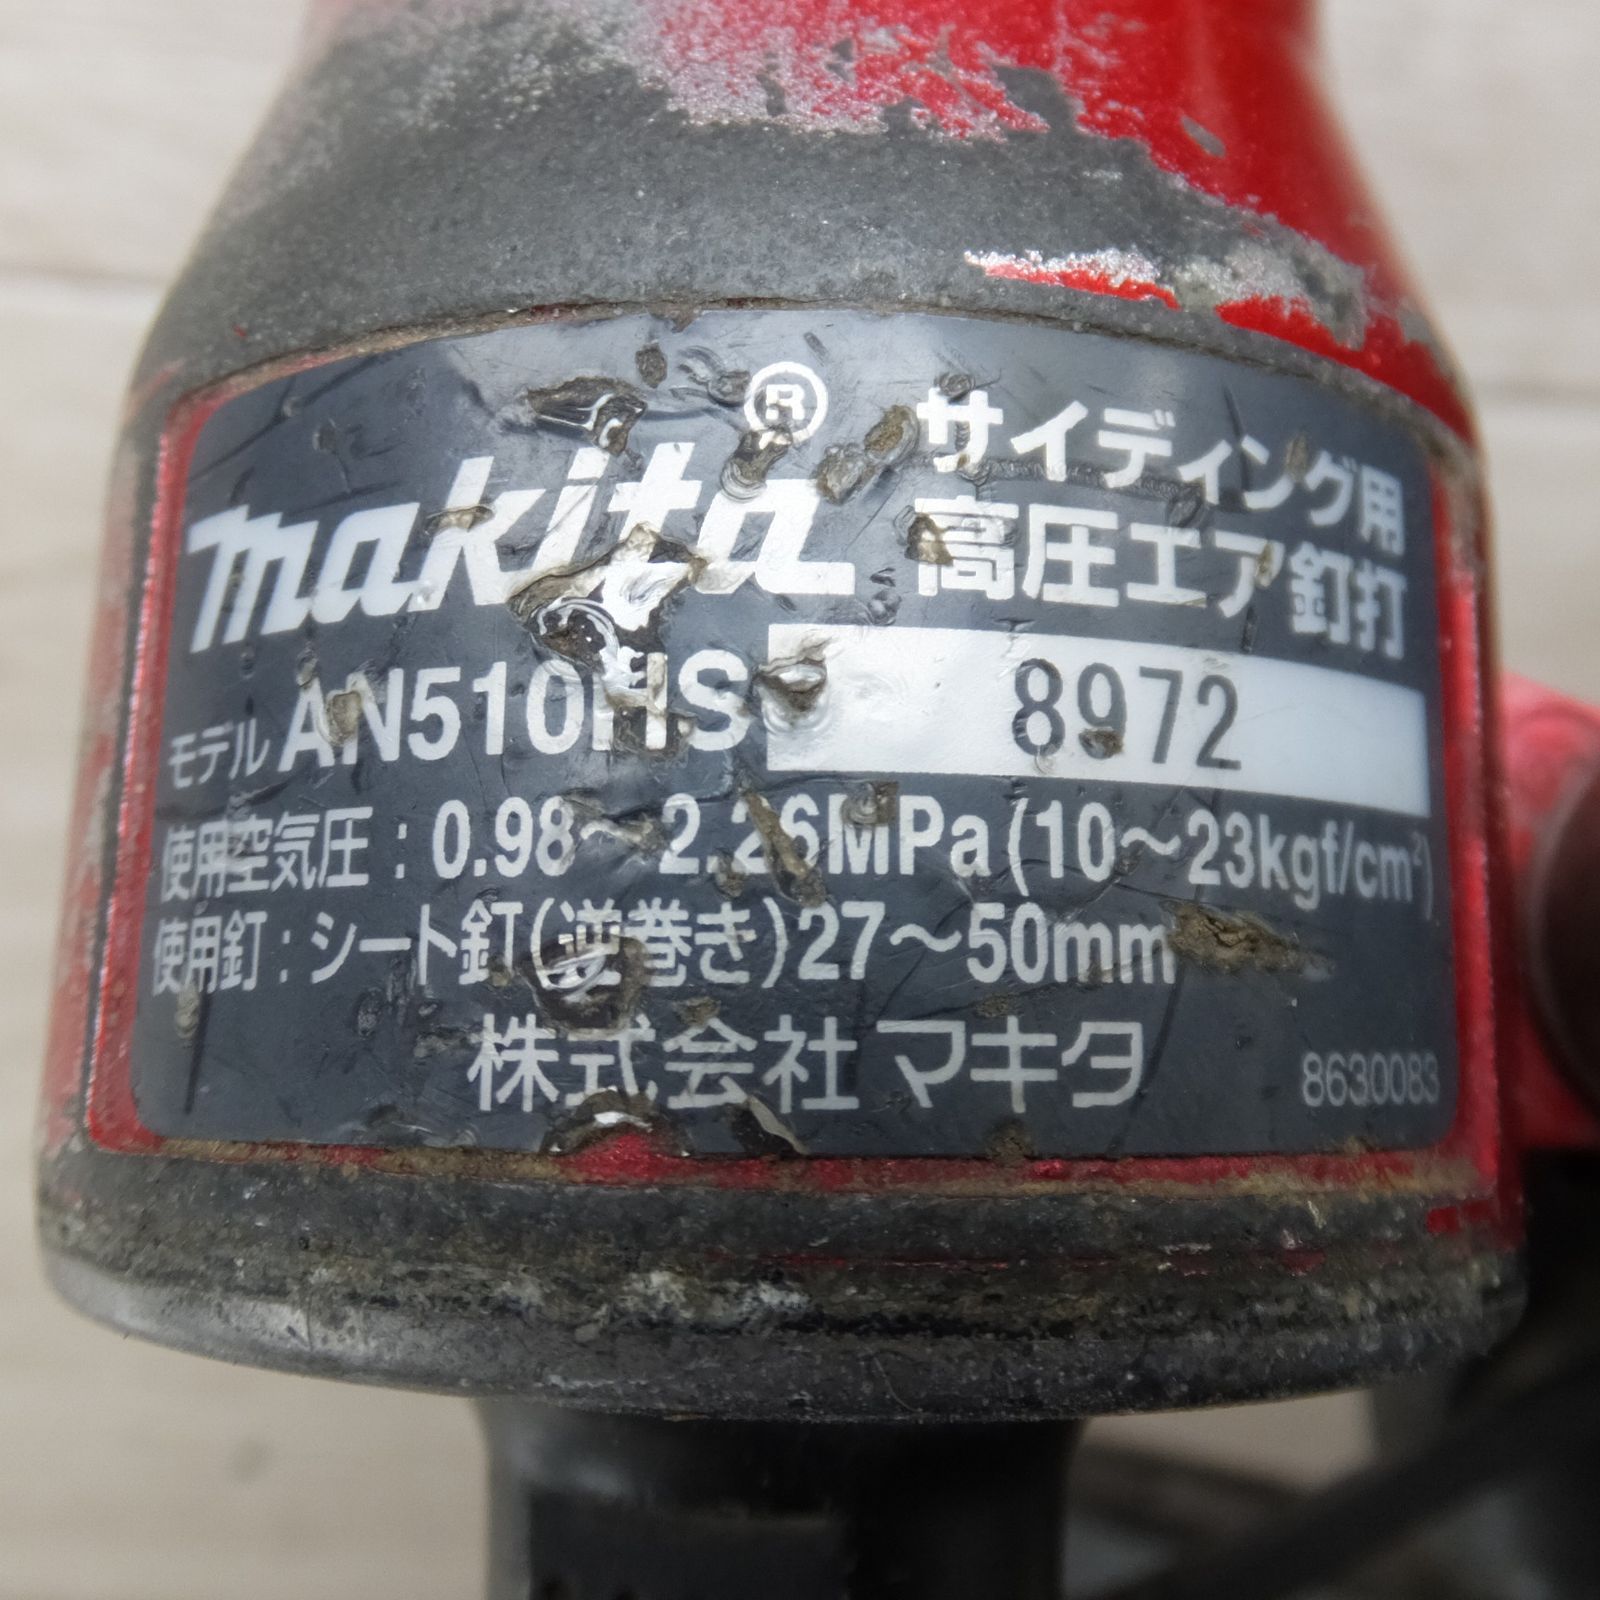 makita®
サイディング用
高圧エア釘打
モデル AN510HS 8972
使用空気圧：0.98～2.26MPa(10～23kgf/cm²)
使用釘：シート釘(逆巻き)27～50mm
株式会社マキタ
8630083